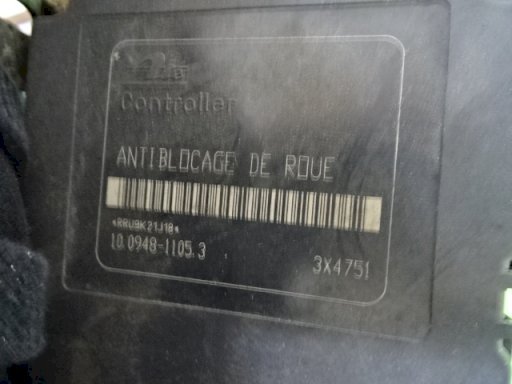 Controller
ANTIBLOCAGE DE ROUE
10.0948-1105.3
3X4751